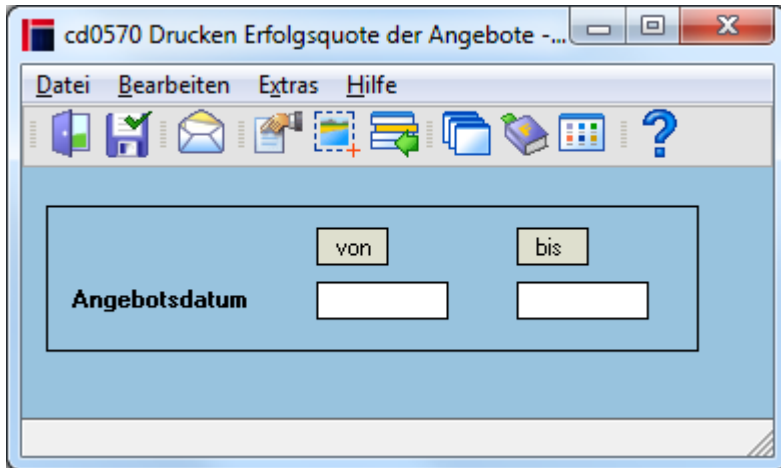 cd0570 Drucken Erfolgsquote der Angebote -...
Datei Bearbeiten Extras Hilfe
von bis
Angebotsdatum